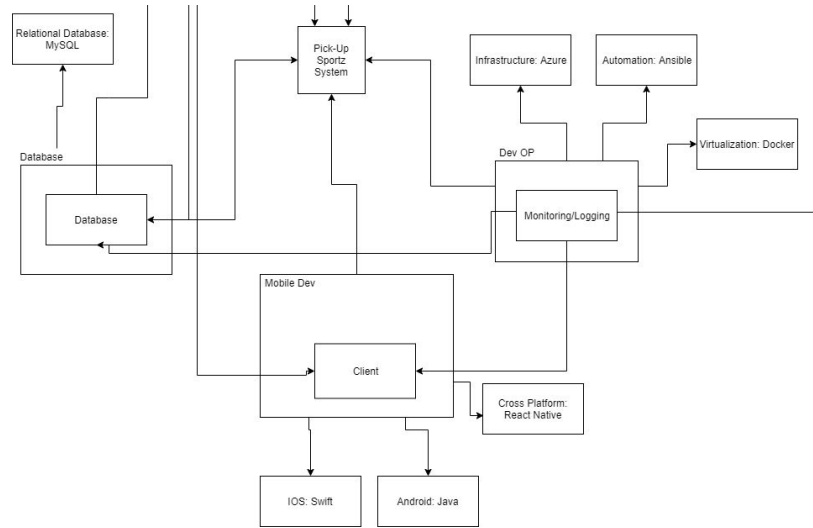 Relational Database:
MySQL
Pick-Up
Sportz
System
Infrastructure: Azure
Automation: Ansible
Virtualization: Docker
Dev OP
Database
Database
Monitoring/Logging
Mobile Dev
Client
Cross Platform:
React Native
IOS: Swift
Android: Java